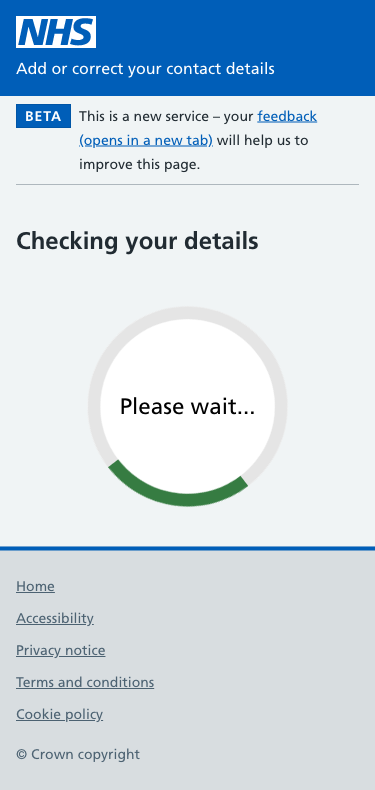 NHS
Add or correct your contact details
BETA
This is a new service – your feedback
(opens in a new tab) will help us to
improve this page.
Checking your details
Please wait...
Home
Accessibility
Privacy notice
Terms and conditions
Cookie policy
© Crown copyright